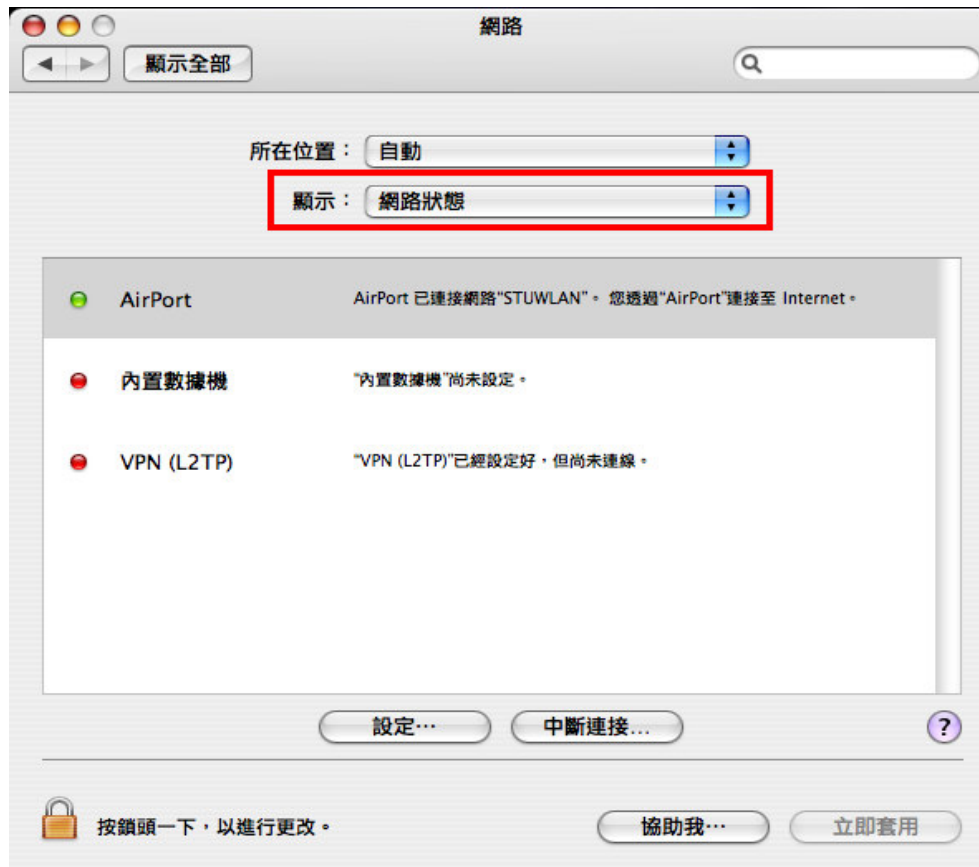 網路
顯示全部
所在位置：自動
顯示：網路狀態
AirPort AirPort 已連接網路“STUWLAN”。 您透過“AirPort”連接至 Internet。
內置數據機 “內置數據機”尚未設定。
VPN (L2TP) “VPN (L2TP)”已經設定好，但尚未連線。
設定⋯ 中斷連接... ?
按鎖頭一下，以進行更改。 協助我⋯ 立即套用